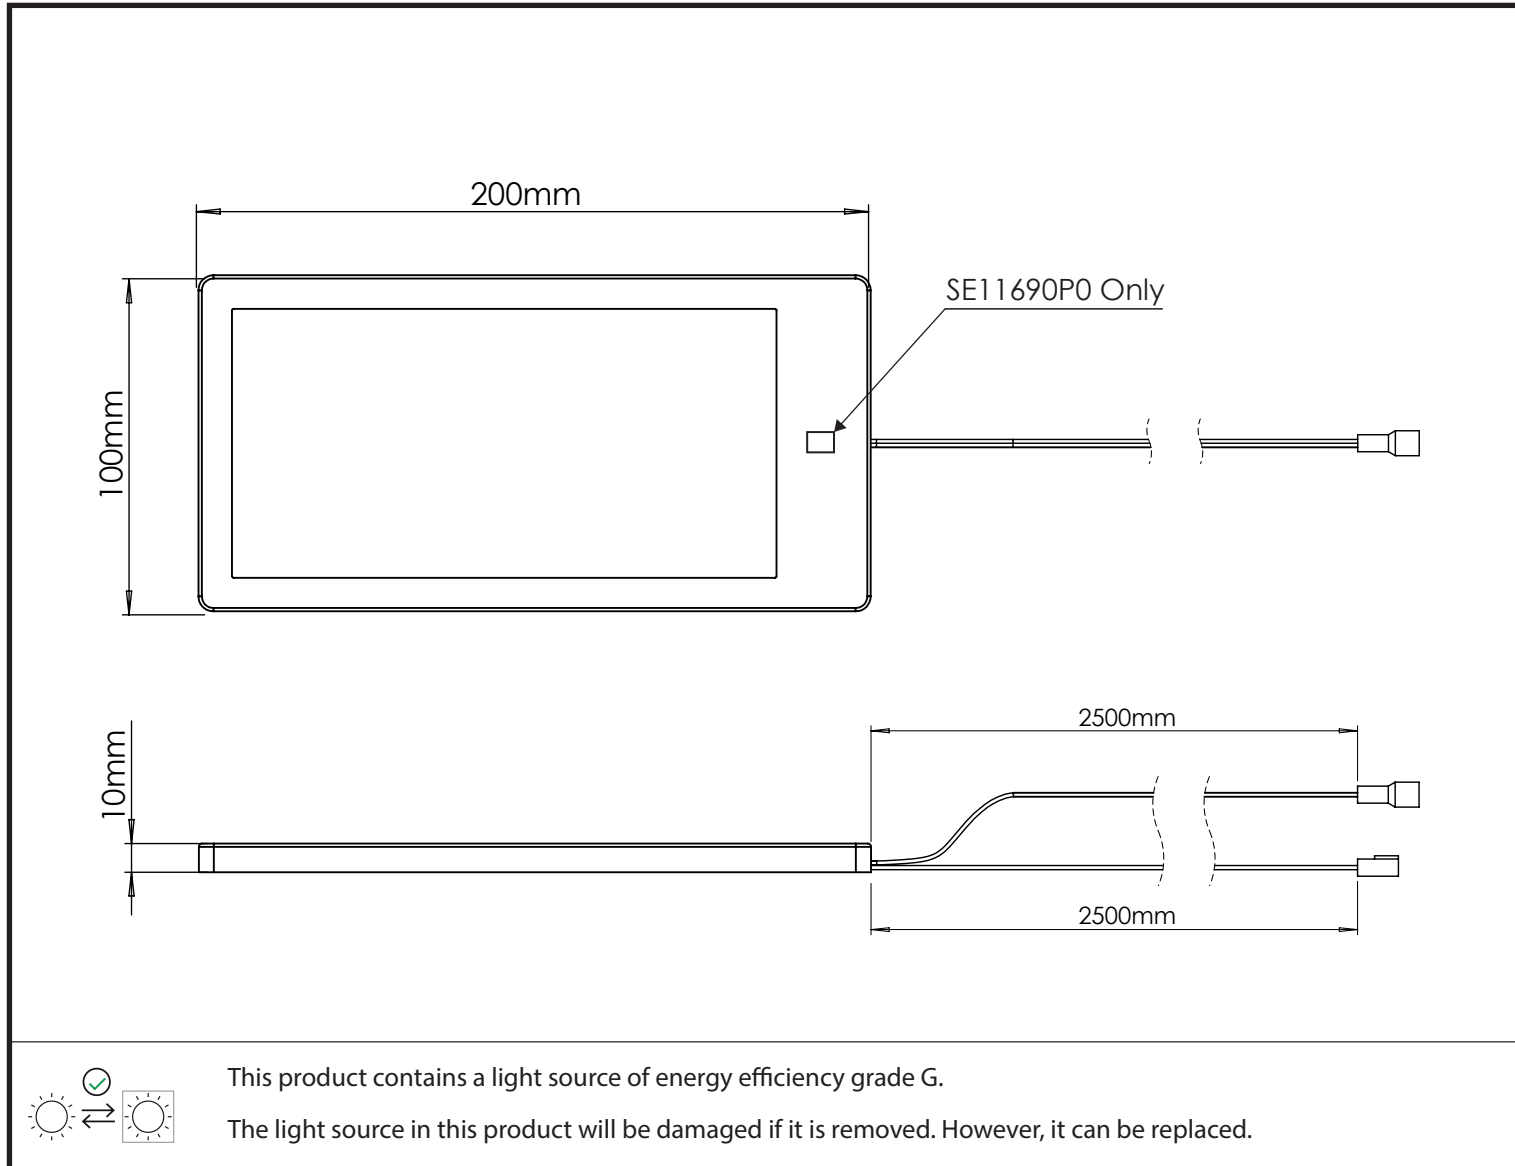 200mm
SE11690P0 Only
100mm
2500mm
10mm
2500mm
This product contains a light source of energy efficiency grade G.
The light source in this product will be damaged if it is removed. However, it can be replaced.